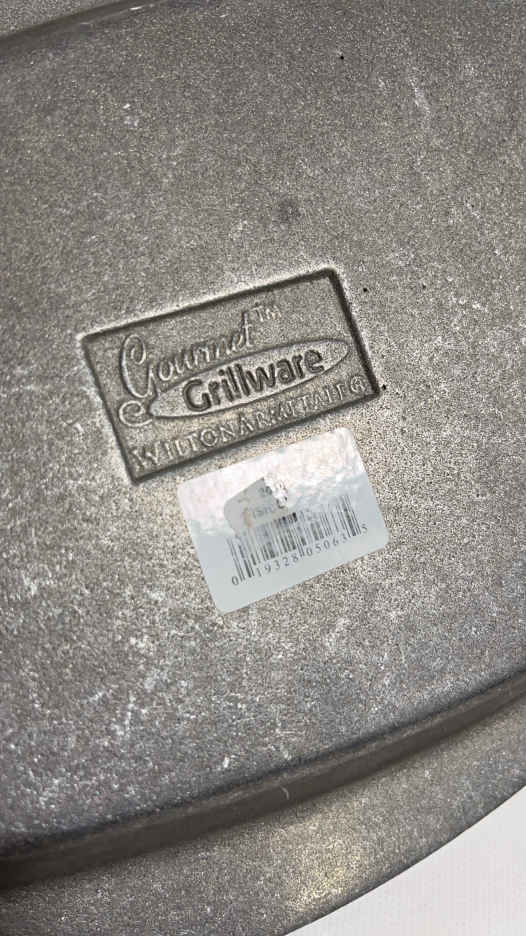 Gourmet™
Grillware
WILTON ARMETALE®
0 19328 05063 5